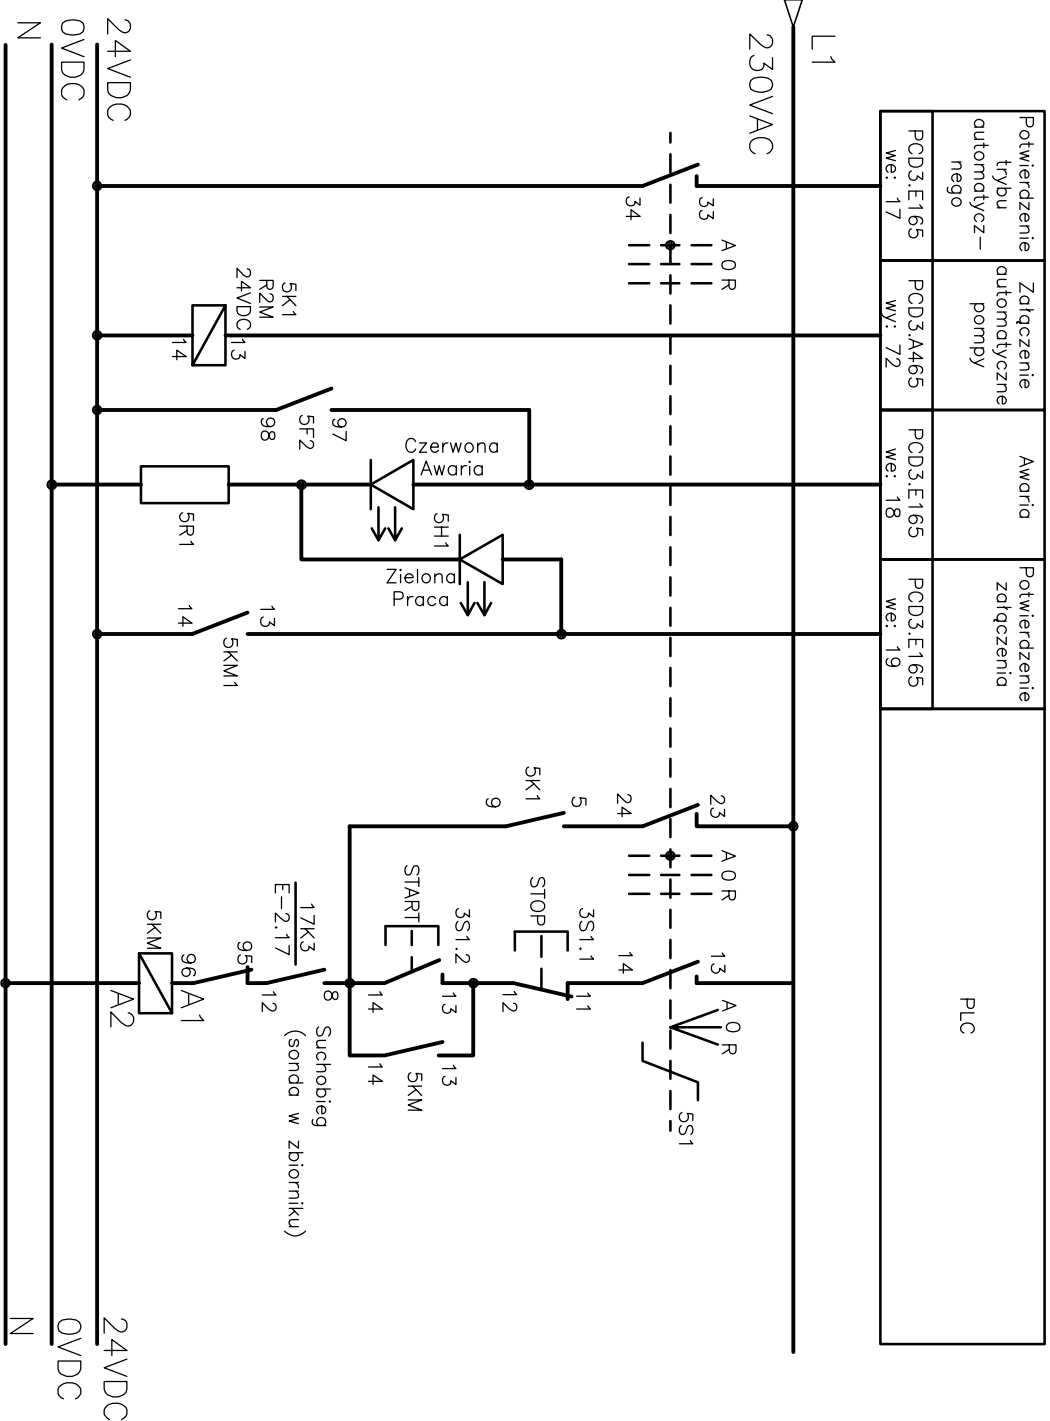 L1
230VAC
24VDC
0VDC
N
Potwierdzenie
trybu
automatycz–
nego
PCD3.E165
we: 17
Załączenie
automatyczne
pompy
PCD3.A465
wy: 72
Awaria
PCD3.E165
we: 18
Potwierdzenie
załączenia
PCD3.E165
we: 19
PLC
33
34
A 0 R
5K1
R2M
24VDC
13
14
97
5F2
98
Czerwona
Awaria
5H1
Zielona
Praca
5R1
13
14
5KM1
23
24
A 0 R
5
5K1
9
13
14
A 0 R
5S1
3S1.1
STOP
11
12
3S1.2
START
13
14
13
5KM
14
17K3
E–2.17
8
12
Suchobieg
(sonda w zbiorniku)
95
96
5KM
A1
A2
24VDC
0VDC
N